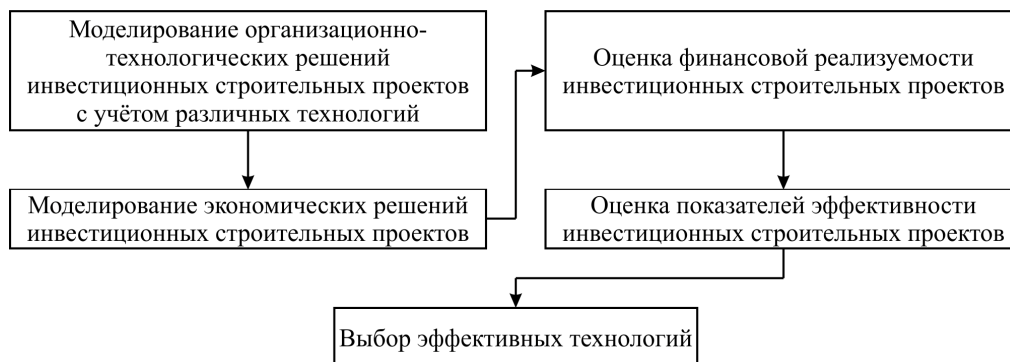 Моделирование организационно-
технологических решений
инвестиционных строительных проектов
с учётом различных технологий
Моделирование экономических решений
инвестиционных строительных проектов
Оценка финансовой реализуемости
инвестиционных строительных проектов
Оценка показателей эффективности
инвестиционных строительных проектов
Выбор эффективных технологий